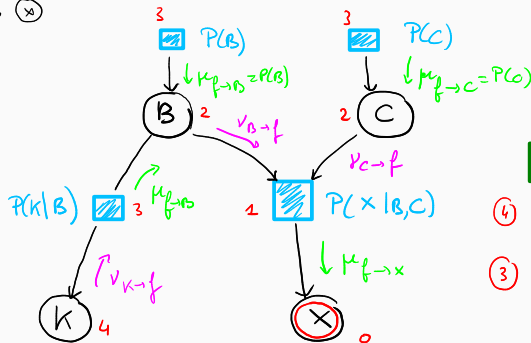 (x)
3
P(B)
3
P(C)
μf→B = P(B)
μf→C = P(C)
B
2
νB→f
2
C
νC→f
P(K|B)
3
μf→B
1
P(X|B,C)
4
νK→f
μf→x
3
K
4
X
0